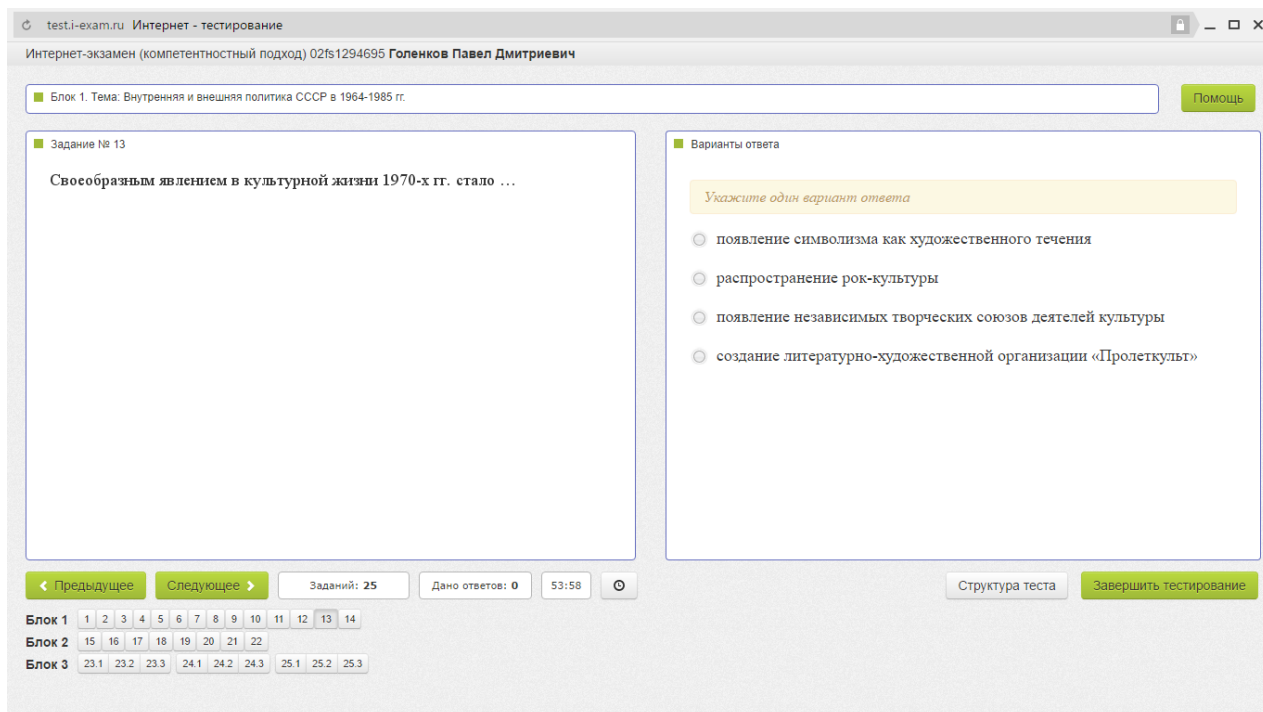 test.i-exam.ru Интернет - тестирование
Интернет-экзамен (компетентностный подход) 02fs1294695 Голенков Павел Дмитриевич
Блок 1. Тема: Внутренняя и внешняя политика СССР в 1964-1985 гг.
Помощь
Задание № 13
Своеобразным явлением в культурной жизни 1970-х гг. стало …
Варианты ответа
Укажите один вариант ответа
появление символизма как художественного течения
распространение рок-культуры
появление независимых творческих союзов деятелей культуры
создание литературно-художественной организации «Пролеткульт»
Предыдущее Следующее Заданий: 25 Дано ответов: 0 53:58 Структура теста Завершить тестирование
Блок 1 1 2 3 4 5 6 7 8 9 10 11 12 13 14
Блок 2 15 16 17 18 19 20 21 22
Блок 3 23.1 23.2 23.3 24.1 24.2 24.3 25.1 25.2 25.3